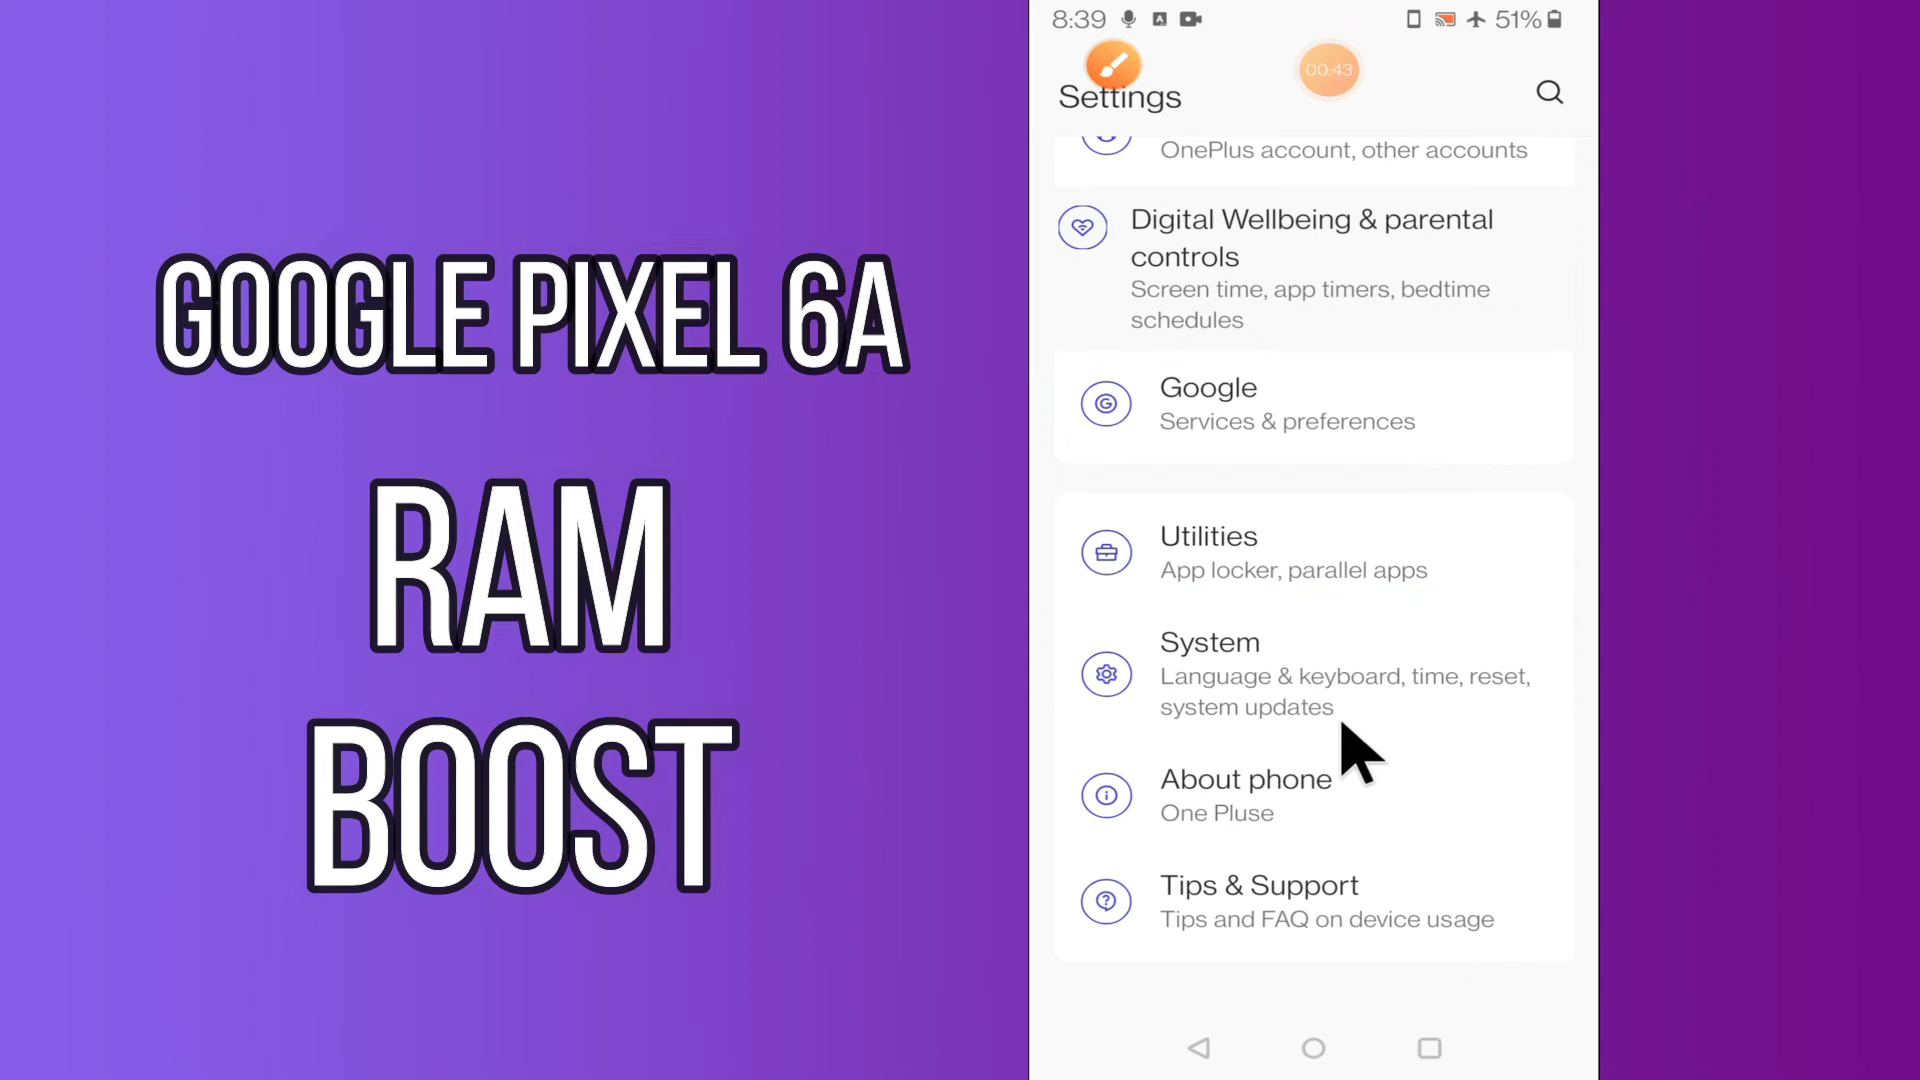 GOOGLE PIXEL 6A
RAM
BOOST
8:39
51%
00:43
Settings
OnePlus account, other accounts
Digital Wellbeing & parental
controls
Screen time, app timers, bedtime
schedules
Google
Services & preferences
Utilities
App locker, parallel apps
System
Language & keyboard, time, reset,
system updates
About phone
One Pluse
Tips & Support
Tips and FAQ on device usage